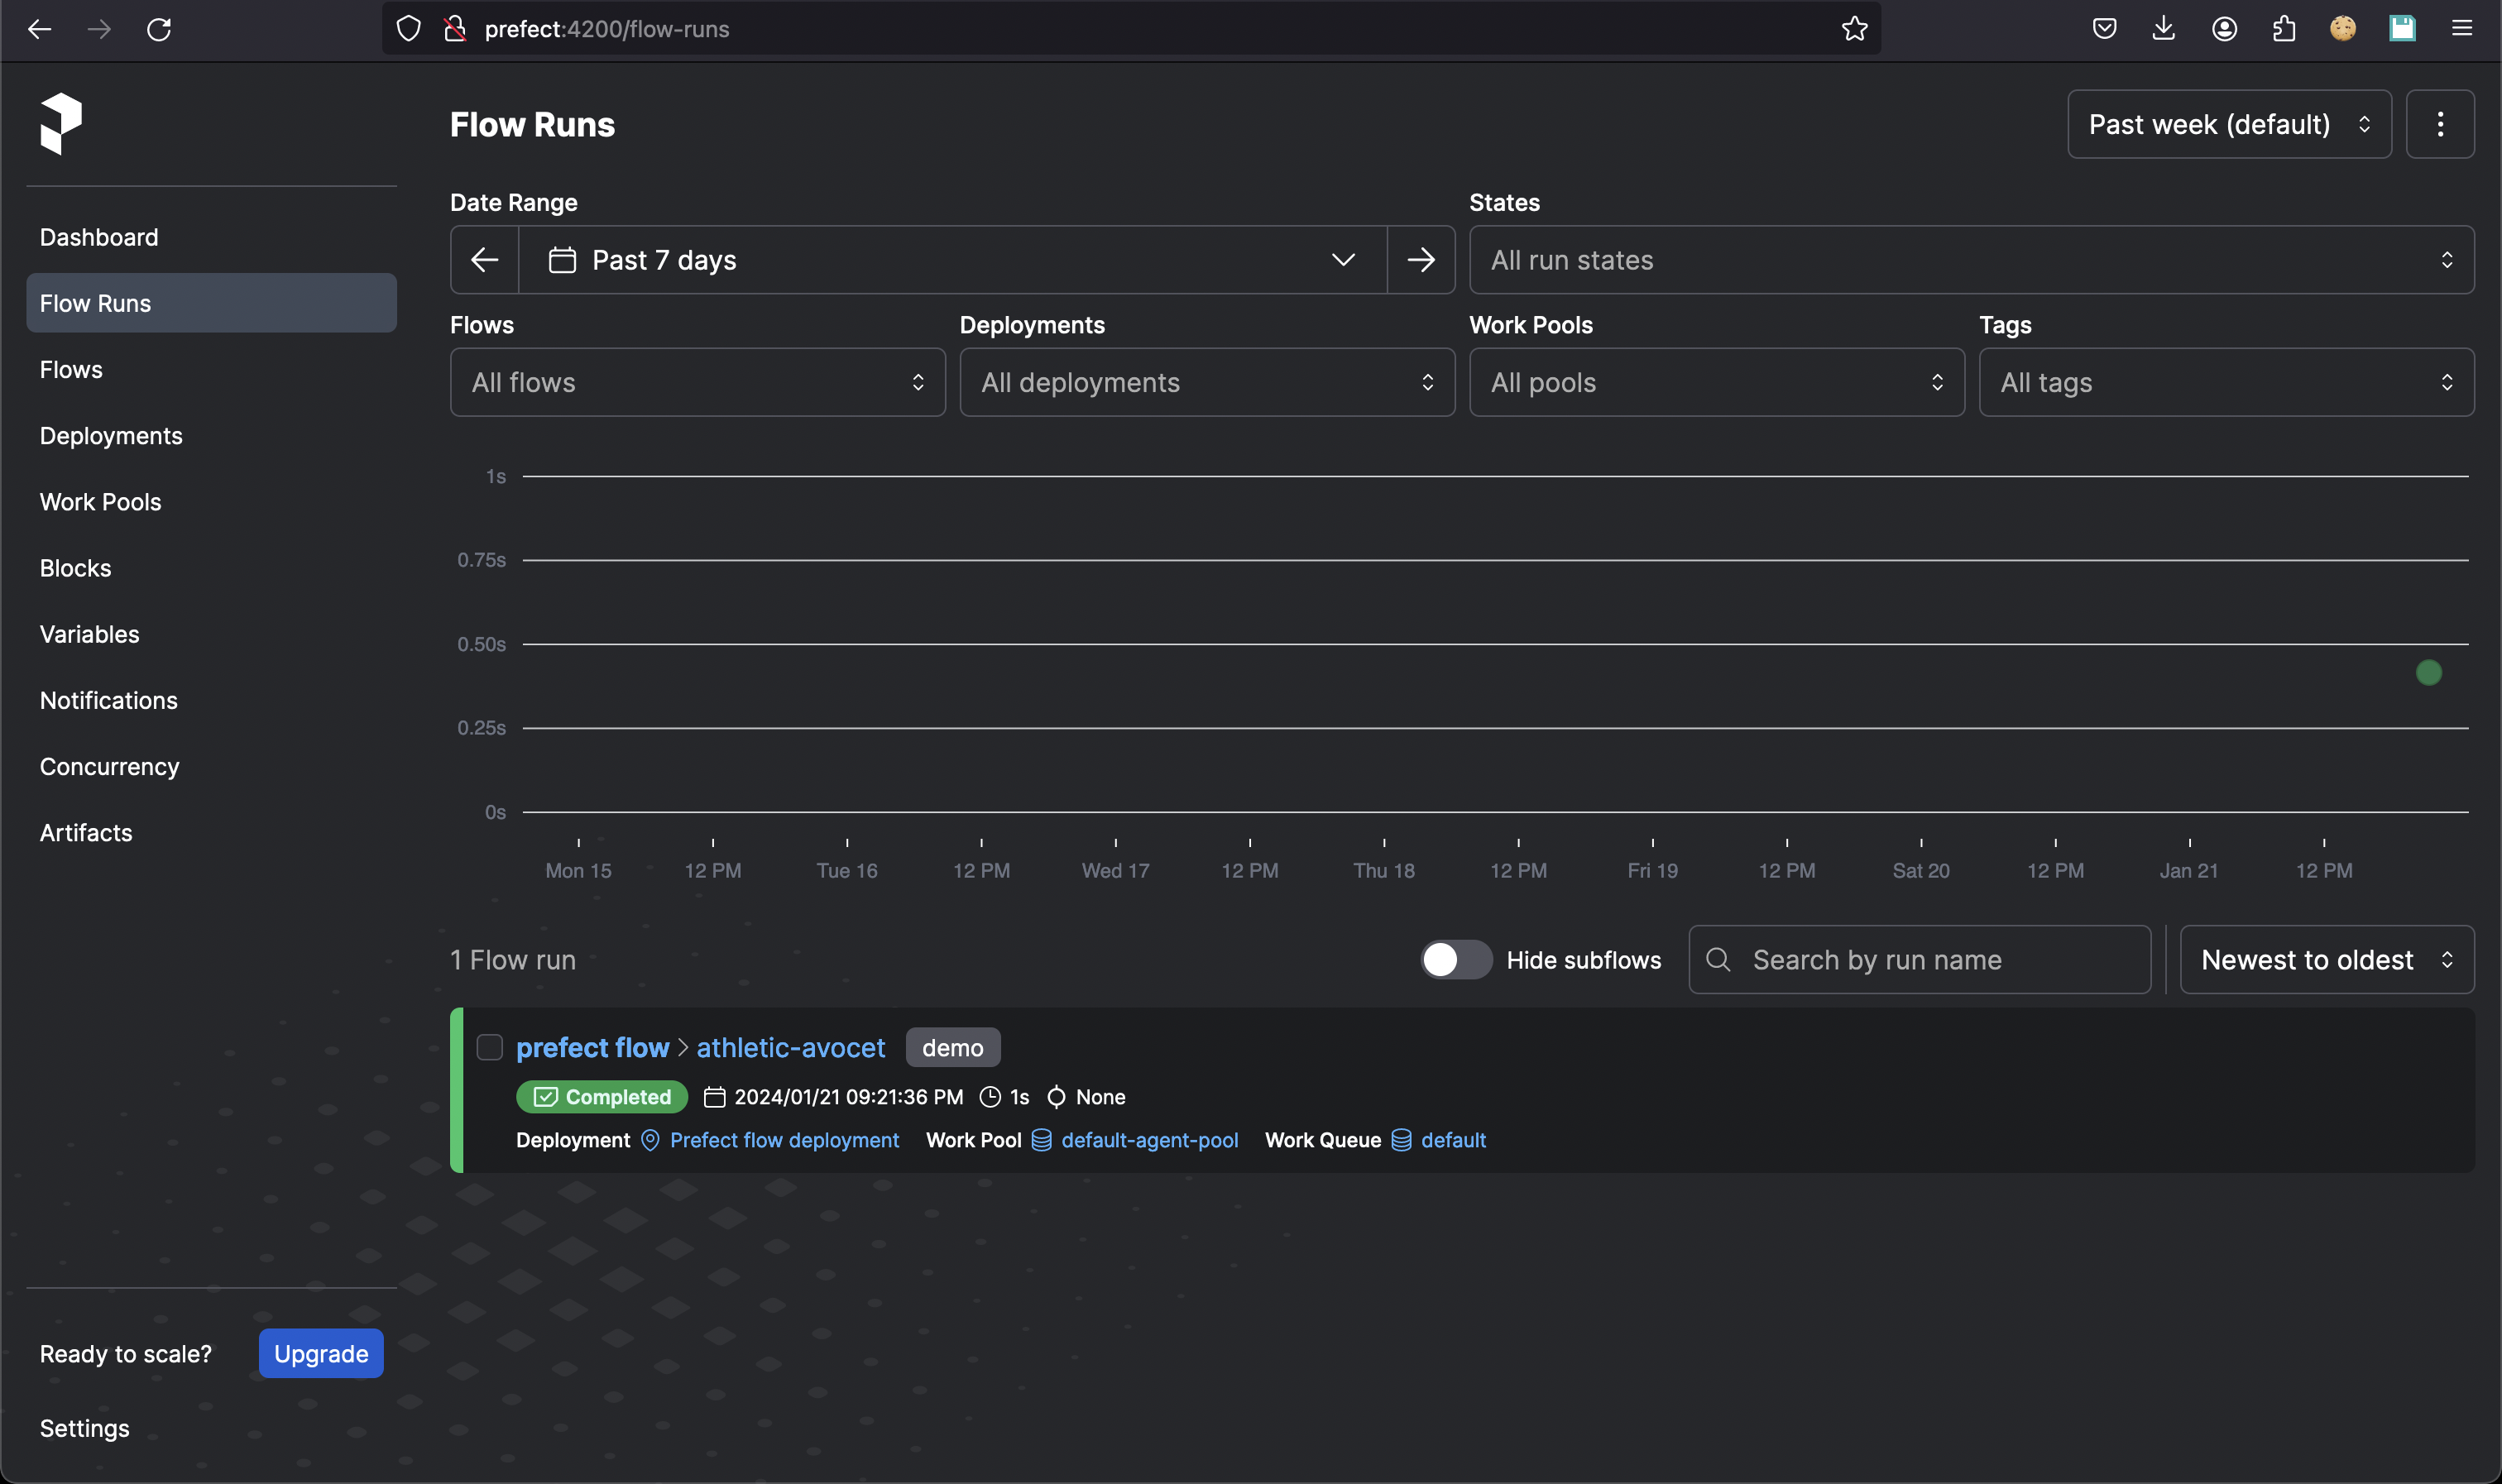 prefect:4200/flow-runs
Flow Runs
Past week (default)
Dashboard
Flow Runs
Flows
Deployments
Work Pools
Blocks
Variables
Notifications
Concurrency
Artifacts
Ready to scale? Upgrade
Settings
Date Range
Past 7 days
States
All run states
Flows
All flows
Deployments
All deployments
Work Pools
All pools
Tags
All tags
1s
0.75s
0.50s
0.25s
0s
Mon 15 12 PM Tue 16 12 PM Wed 17 12 PM Thu 18 12 PM Fri 19 12 PM Sat 20 12 PM Jan 21 12 PM
1 Flow run Hide subflows Search by run name Newest to oldest
prefect flow > athletic-avocet demo
Completed 2024/01/21 09:21:36 PM 1s None
Deployment Prefect flow deployment Work Pool default-agent-pool Work Queue default